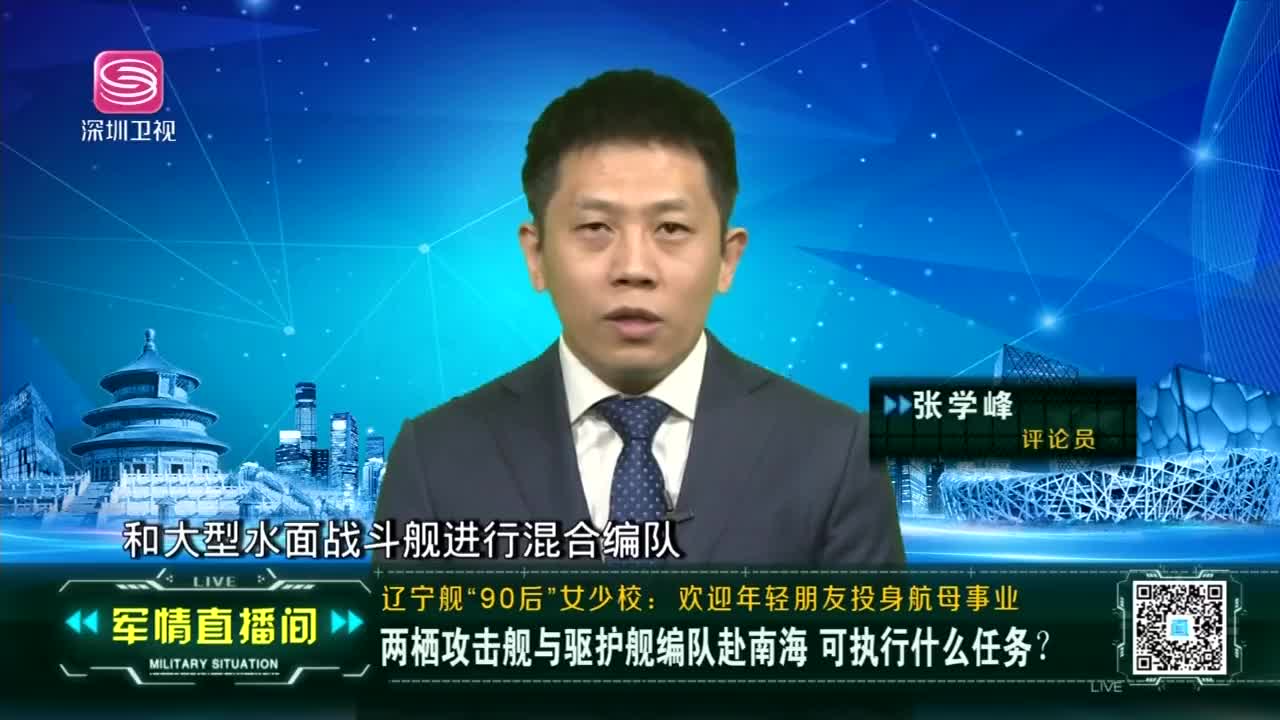 深圳卫视
张学峰
评论员
和大型水面战斗舰进行混合编队
LIVE
军情直播间
MILITARY SITUATION
辽宁舰“90后”女少校：欢迎年轻朋友投身航母事业
两栖攻击舰与驱护舰编队赴南海 可执行什么任务？
LIVE